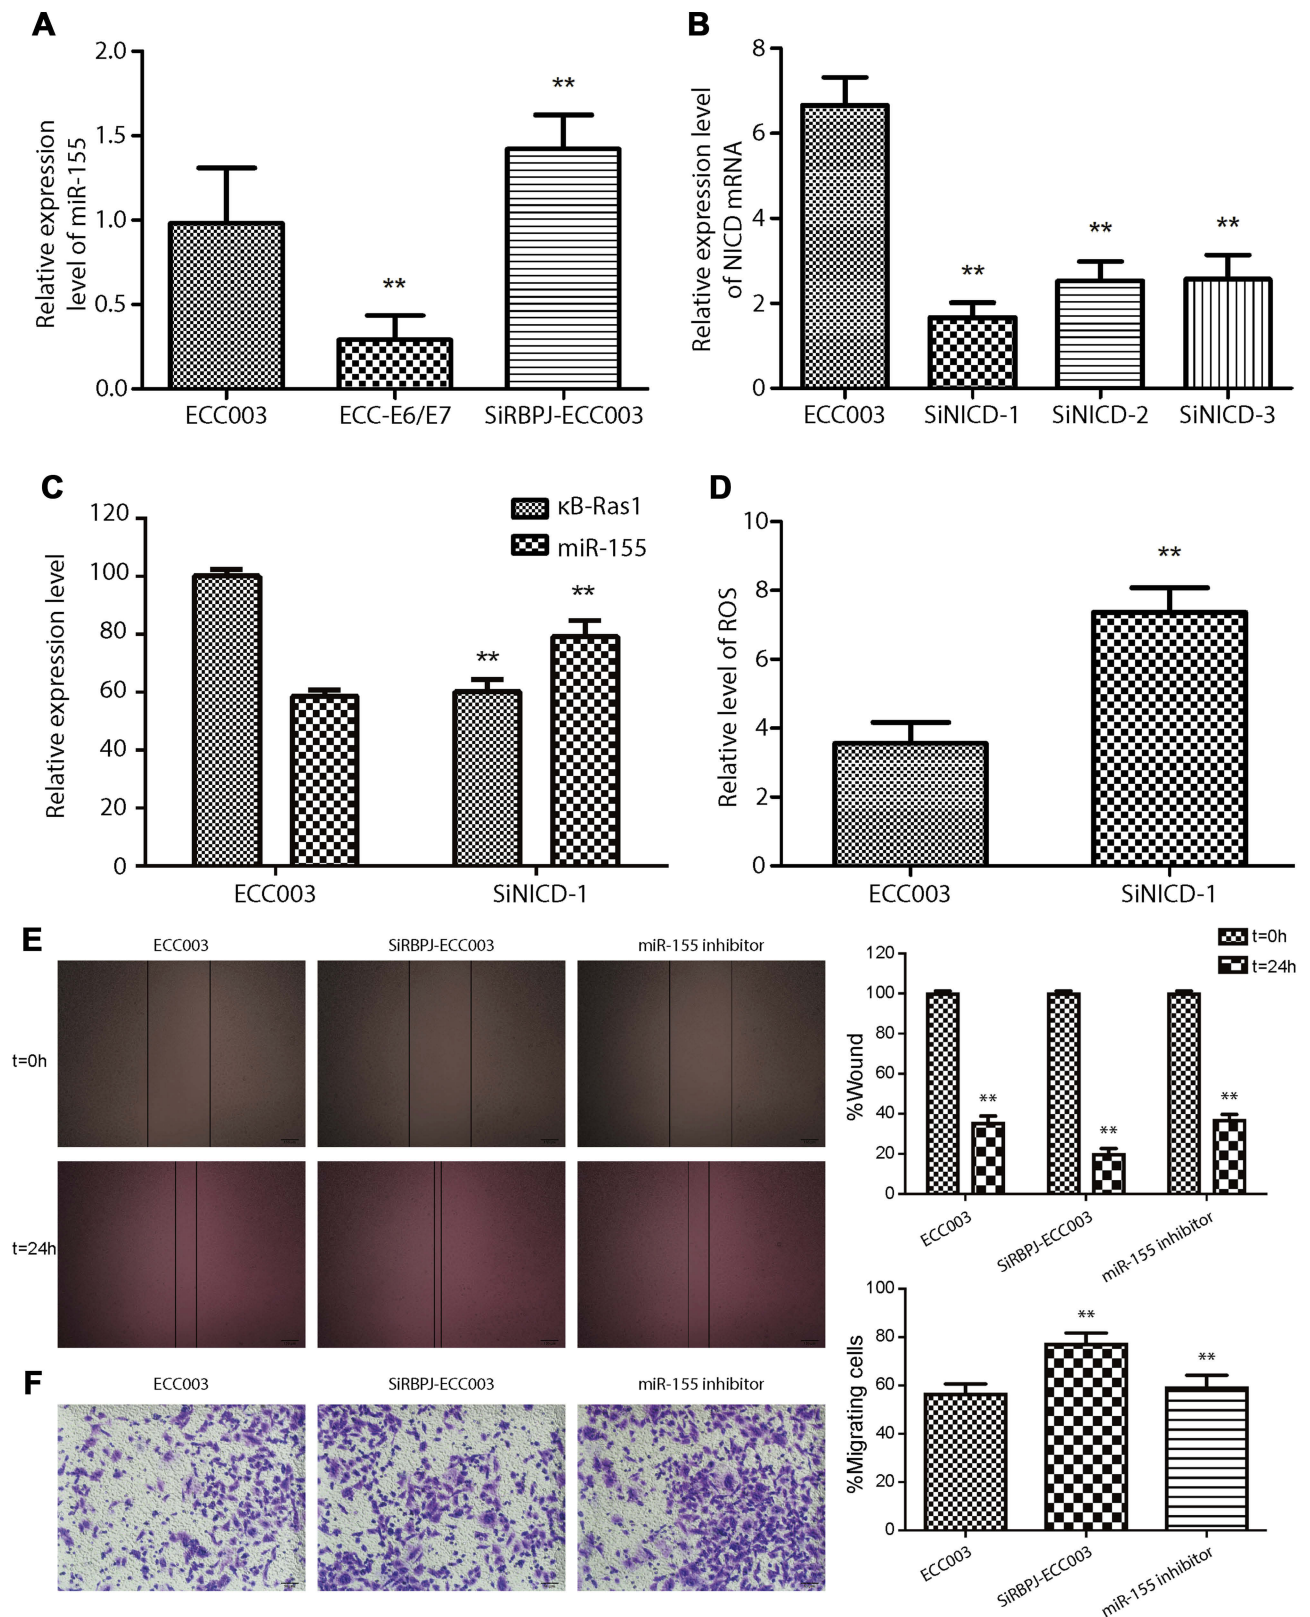 A
Relative expression
level of miR-155
2.0
1.5
1.0
0.5
0.0
**
**
ECC003 ECC-E6/E7 SiRBPJ-ECC003
B
Relative expression level
of NICD mRNA
8
6
4
2
0
**
**
**
ECC003 SiNICD-1 SiNICD-2 SiNICD-3
C
Relative expression level
120
100
80
60
40
20
0
κB-Ras1
miR-155
**
**
ECC003 SiNICD-1
D
Relative level of ROS
10
8
6
4
2
0
**
ECC003 SiNICD-1
E
ECC003 SiRBPJ-ECC003 miR-155 inhibitor
t=0h
t=24h
t=0h
t=24h
%Wound
120
100
80
60
40
20
0
**
**
**
ECC003 SiRBPJ-ECC003 miR-155 inhibitor
F
ECC003 SiRBPJ-ECC003 miR-155 inhibitor
%Migrating cells
100
80
60
40
20
0
**
**
ECC003 SiRBPJ-ECC003 miR-155 inhibitor